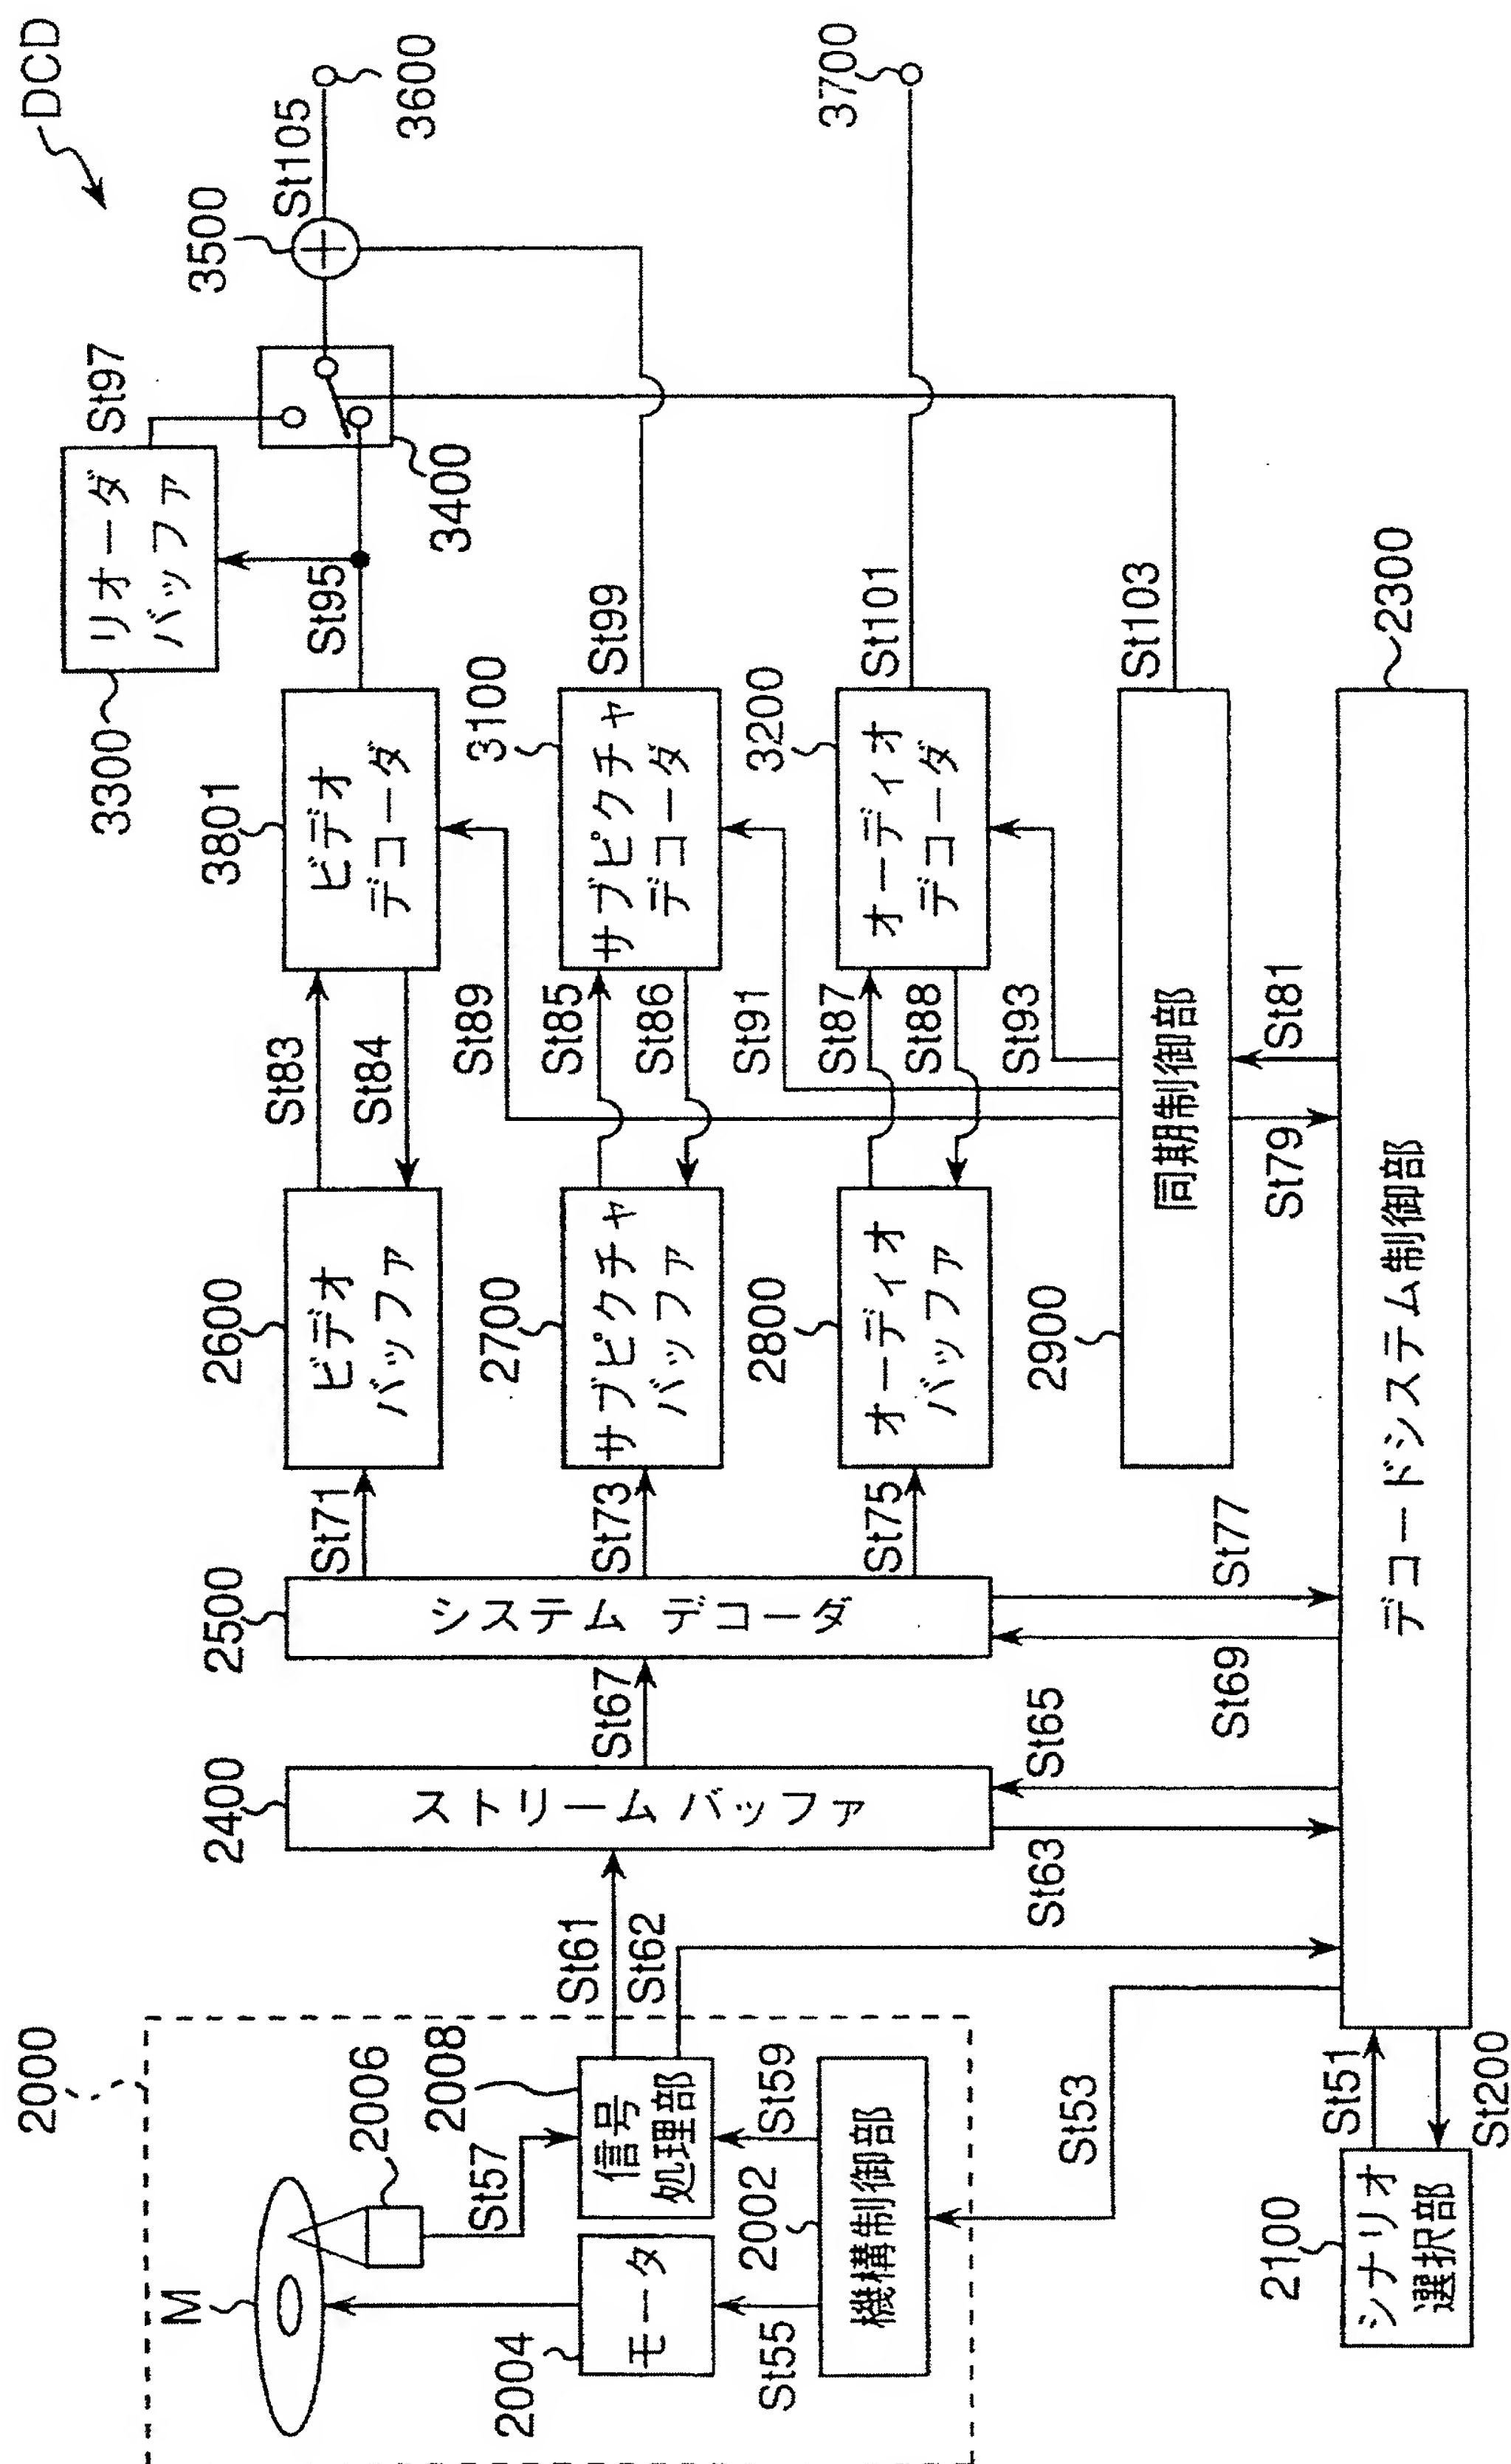 DCD
2000
M
2006
St57
2004
モータ
2008
信号
処理部
St55
2002
St59
機構制御部
St53
St61
St62
2400
ストリーム バッファ
St63
St65
St67
2500
システム デコーダ
St69
St77
St71
St73
St75
2600
ビデオ
バッファ
2700
サブピクチャ
バッファ
2800
オーディオ
バッファ
St83
St84
St89
St85
St86
St91
St87
St88
St93
3801
ビデオ
デコーダ
3100
サブピクチャ
デコーダ
3200
オーディオ
デコーダ
3300
リオーダ
バッファ
St95
St97
3400
3500
St105
3600
St99
St101
3700
2900
同期制御部
St103
St79
St81
2100
シナリオ
選択部
St51
St200
デコードシステム制御部
2300